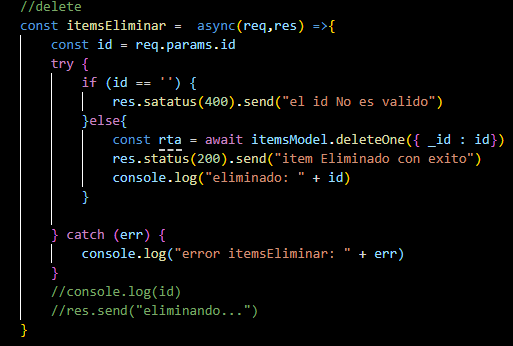 //delete
const itemsEliminar =  async(req,res) =>{
    const id = req.params.id
    try {
        if (id == '') {
            res.satatus(400).send("el id No es valido")
        }else{
            const rta = await itemsModel.deleteOne({ _id : id})
            res.status(200).send("item Eliminado con exito")
            console.log("eliminado: " + id)
        }

    } catch (err) {
        console.log("error itemsEliminar: " + err)
    }
    //console.log(id)
    //res.send("eliminando...")
}